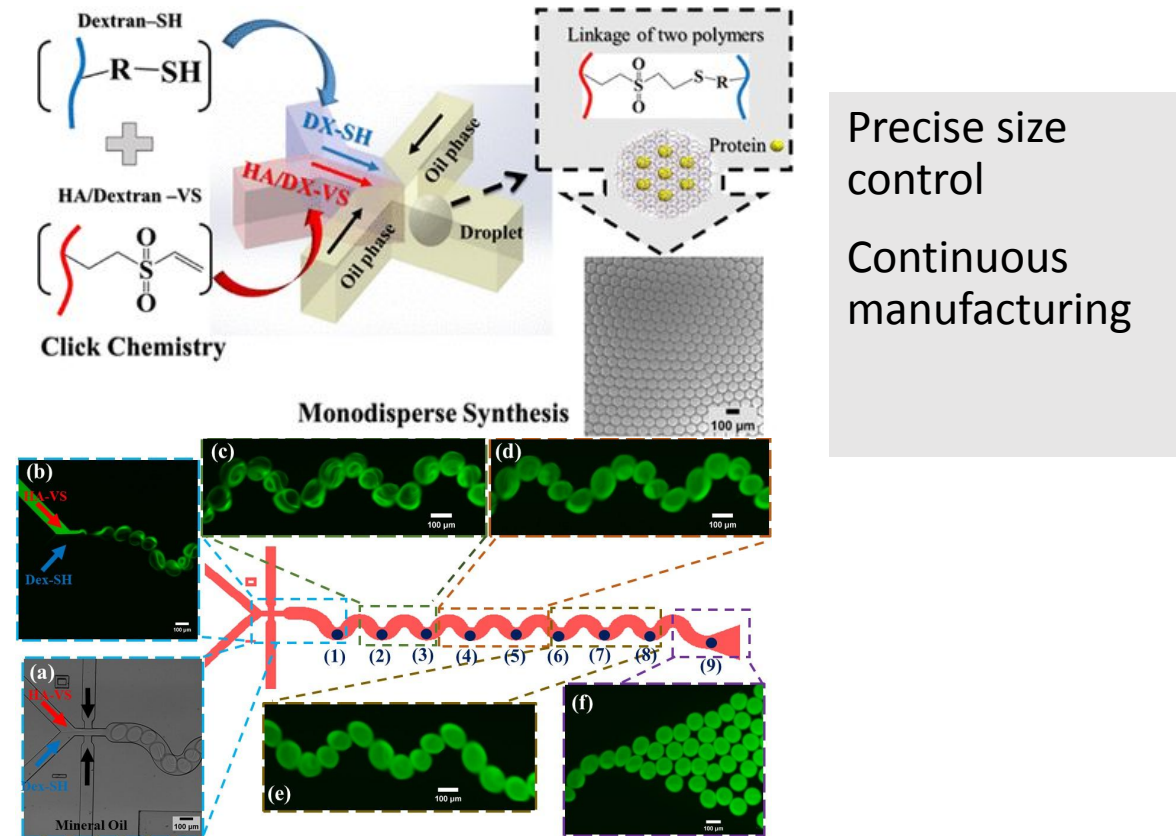 Dextran–SH
R
SH
HA/Dextran –VS
O
S
O
Click Chemistry
DX-SH
HA/DX-VS
Oil phase
Oil phase
Droplet
Linkage of two polymers
O
S
O
S
R
Protein
100 µm
Monodisperse Synthesis
Precise size
control
Continuous
manufacturing
(b)
HA-VS
Dex-SH
100 µm
(c)
100 µm
(d)
100 µm
(1)
(2)
(3)
(4)
(5)
(6)
(7)
(8)
(9)
(a)
HA-VS
Dex-SH
Mineral Oil
100 µm
(e)
100 µm
(f)
100 µm